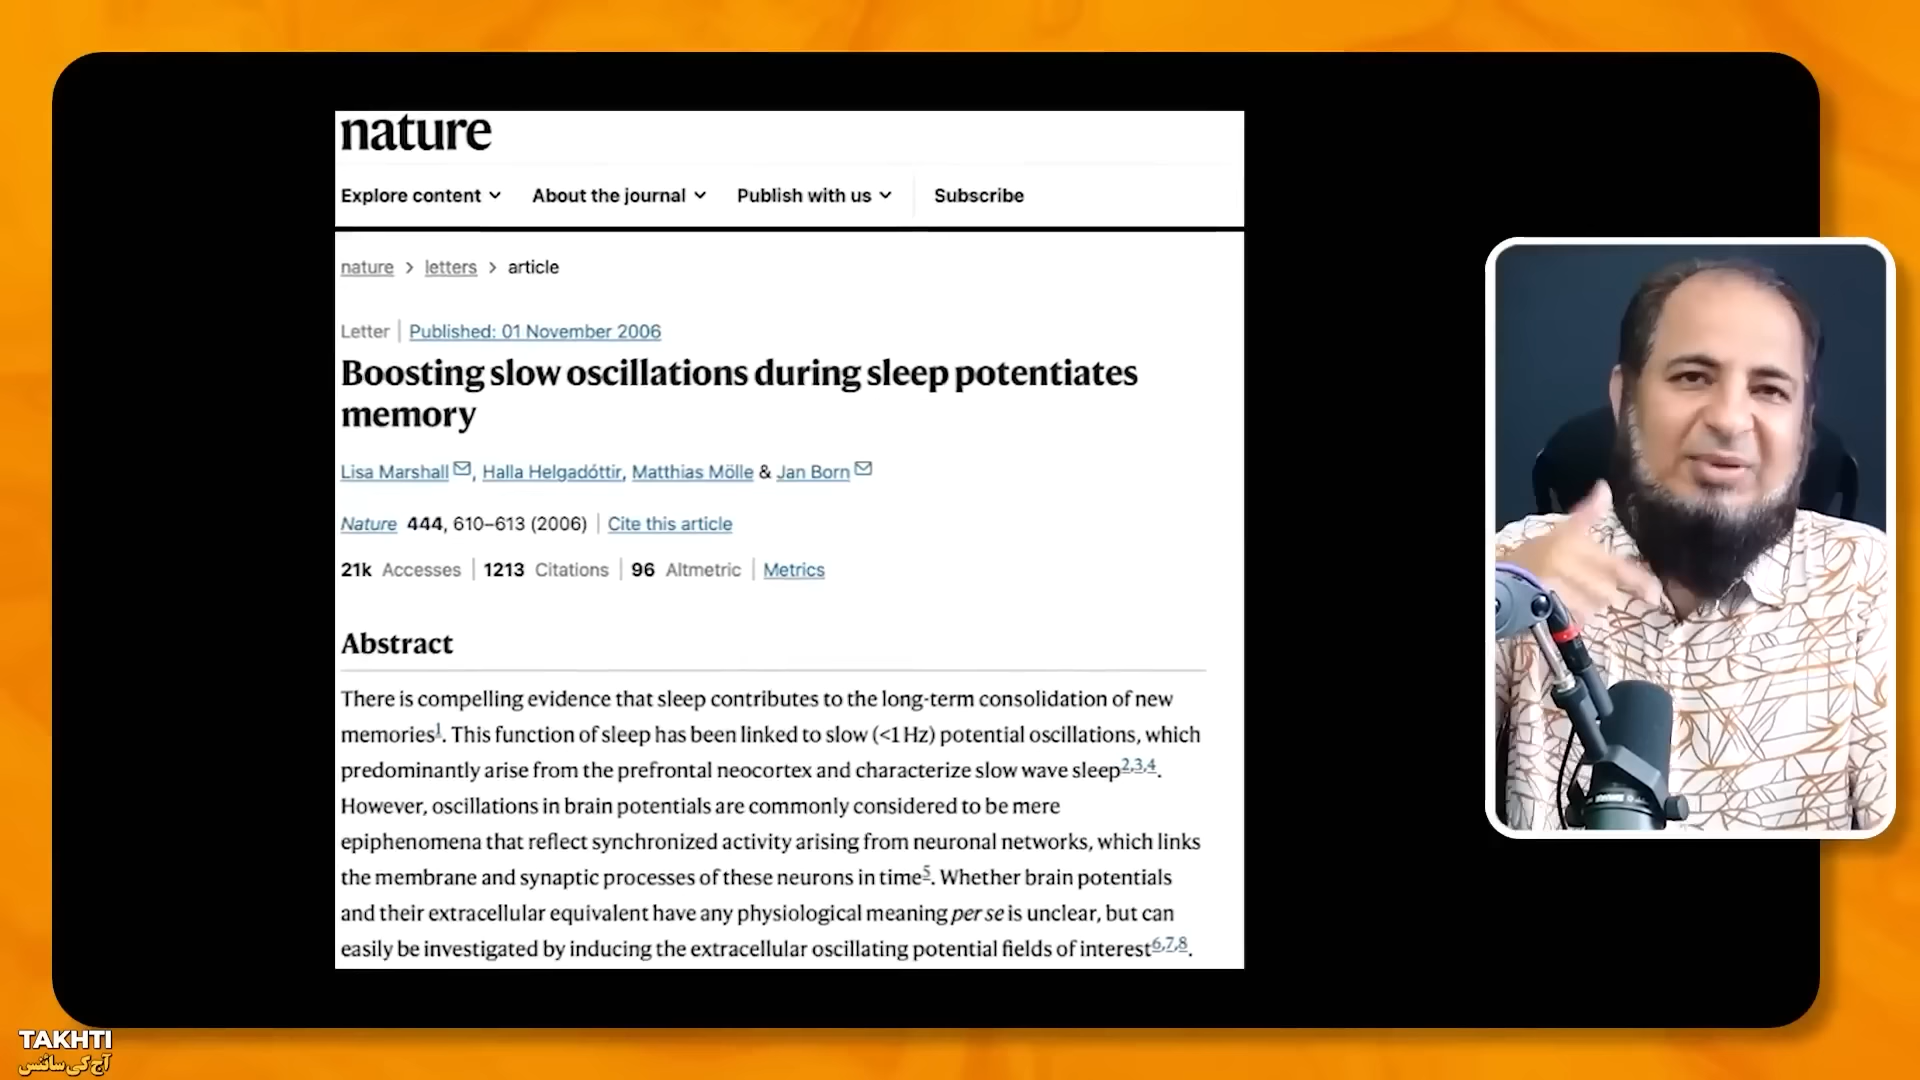 nature
Explore content About the journal Publish with us Subscribe
nature > letters > article
Letter | Published: 01 November 2006
Boosting slow oscillations during sleep potentiates
memory
Lisa Marshall, Halla Helgadóttir, Matthias Mölle & Jan Born
Nature 444, 610–613 (2006) | Cite this article
21k Accesses | 1213 Citations | 96 Altmetric | Metrics
Abstract
There is compelling evidence that sleep contributes to the long-term consolidation of new
memories1. This function of sleep has been linked to slow (<1 Hz) potential oscillations, which
predominantly arise from the prefrontal neocortex and characterize slow wave sleep2,3,4.
However, oscillations in brain potentials are commonly considered to be mere
epiphenomena that reflect synchronized activity arising from neuronal networks, which links
the membrane and synaptic processes of these neurons in time5. Whether brain potentials
and their extracellular equivalent have any physiological meaning per se is unclear, but can
easily be investigated by inducing the extracellular oscillating potential fields of interest6,7,8.
TAKHTI
آج کی سائنس